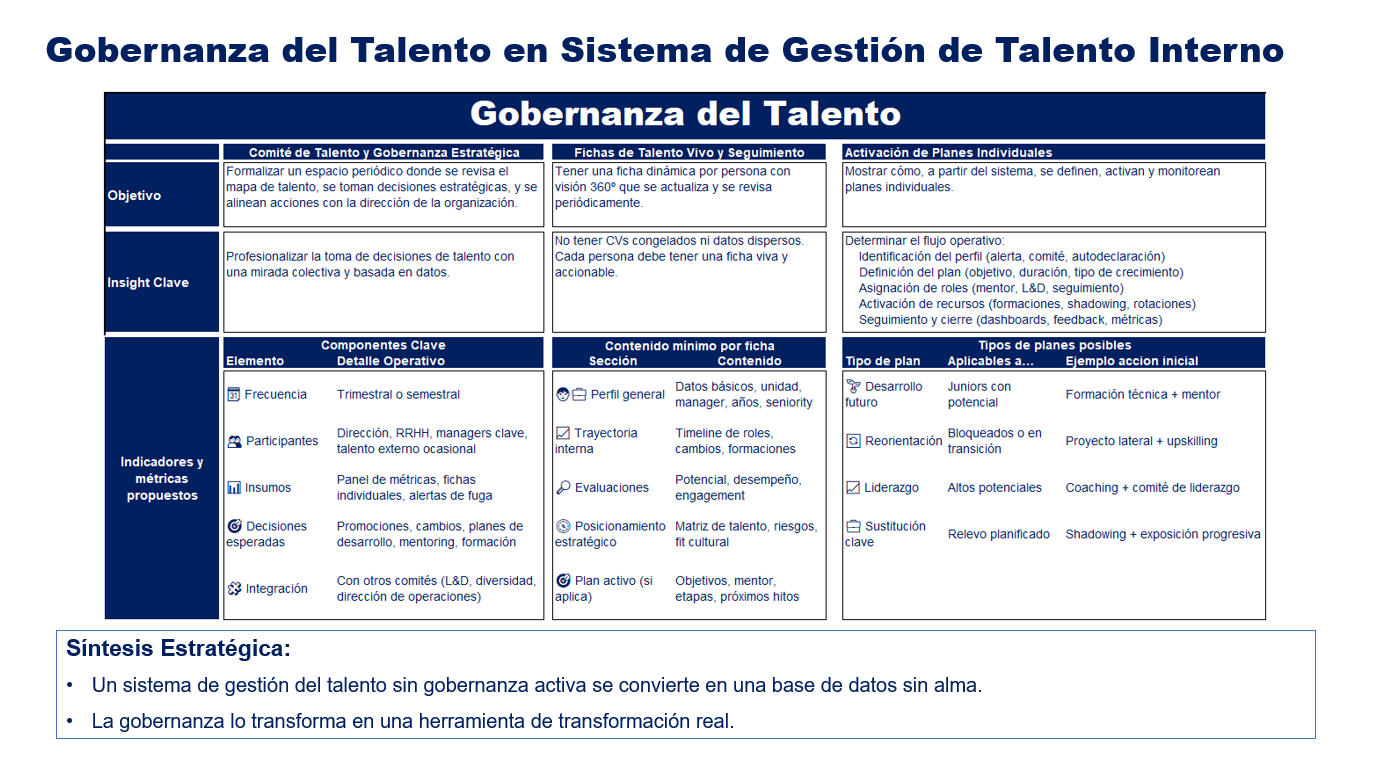 Gobernanza del Talento en Sistema de Gestión de Talento Interno
Gobernanza del Talento
Comité de Talento y Gobernanza Estratégica
Fichas de Talento Vivo y Seguimiento
Activación de Planes Individuales
Objetivo
Formalizar un espacio periódico donde se revisa el
mapa de talento, se toman decisiones estratégicas, y se
alinean acciones con la dirección de la organización.
Tener una ficha dinámica por persona con
visión 360º que se actualiza y se revisa
periódicamente.
Mostrar cómo, a partir del sistema, se definen, activan y monitorean
planes individuales.
Insight Clave
Profesionalizar la toma de decisiones de talento con
una mirada colectiva y basada en datos.
No tener CVs congelados ni datos dispersos.
Cada persona debe tener una ficha viva y
accionable.
Determinar el flujo operativo:
Identificación del perfil (alerta, comité, autodeclaración)
Definición del plan (objetivo, duración, tipo de crecimiento)
Asignación de roles (mentor, L&D, seguimiento)
Activación de recursos (formaciones, shadowing, rotaciones)
Seguimiento y cierre (dashboards, feedback, métricas)
Indicadores y
métricas
propuestos
Componentes Clave
Elemento Detalle Operativo
Frecuencia
Trimestral o semestral
Participantes
Dirección, RRHH, managers clave,
talento externo ocasional
Insumos
Panel de métricas, fichas
individuales, alertas de fuga
Decisiones
esperadas
Promociones, cambios, planes de
desarrollo, mentoring, formación
Integración
Con otros comités (L&D, diversidad,
dirección de operaciones)
Contenido mínimo por ficha
Sección Contenido
Perfil general
Datos básicos, unidad,
manager, años, seniority
Trayectoria
interna
Timeline de roles,
cambios, formaciones
Evaluaciones
Potencial, desempeño,
engagement
Posicionamiento
estratégico
Matriz de talento, riesgos,
fit cultural
Plan activo (si
aplica)
Objetivos, mentor,
etapas, próximos hitos
Tipos de planes posibles
Tipo de plan Aplicables a… Ejemplo accion inicial
Desarrollo
futuro
Juniors con
potencial
Formación técnica + mentor
Reorientación
Bloqueados o en
transición
Proyecto lateral + upskilling
Liderazgo
Altos potenciales
Coaching + comité de liderazgo
Sustitución
clave
Relevo planificado
Shadowing + exposición progresiva
Síntesis Estratégica:
• Un sistema de gestión del talento sin gobernanza activa se convierte en una base de datos sin alma.
• La gobernanza lo transforma en una herramienta de transformación real.